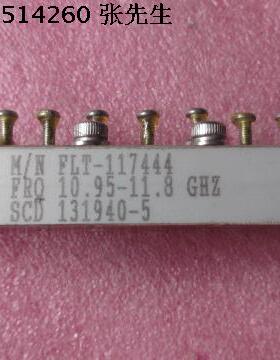 514260 张先生
M/N FLT-117444
FRQ 10.95-11.8 GHZ
SCD 131940-5